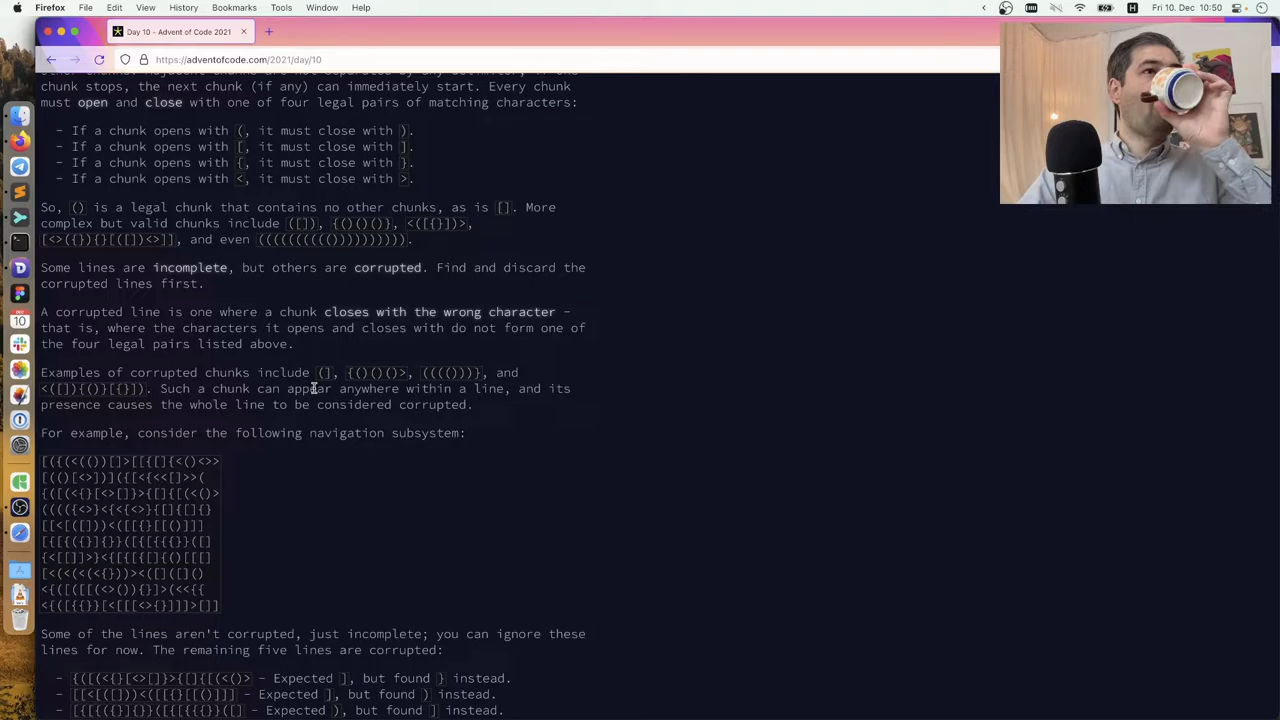 Firefox File Edit View History Bookmarks Tools Window Help
Fri 10. Dec 10:50
Day 10 - Advent of Code 2021
https://adventofcode.com/2021/day/10
chunk stops, the next chunk (if any) can immediately start. Every chunk
must open and close with one of four legal pairs of matching characters:
- If a chunk opens with (, it must close with ).
- If a chunk opens with [, it must close with ].
- If a chunk opens with {, it must close with }.
- If a chunk opens with <, it must close with >.
So, () is a legal chunk that contains no other chunks, as is []. More
complex but valid chunks include ([]), {()()()}, <([{}])>,
[<>({}){}[([])<>]], and even (((((((((()))))))))).
Some lines are incomplete, but others are corrupted. Find and discard the
corrupted lines first.
A corrupted line is one where a chunk closes with the wrong character -
that is, where the characters it opens and closes with do not form one of
the four legal pairs listed above.
Examples of corrupted chunks include (], {()()()>, (((()))}, and
<([]){()}[{}]). Such a chunk can appear anywhere within a line, and its
presence causes the whole line to be considered corrupted.
For example, consider the following navigation subsystem:
[({(<(())[]>[[{[]{<()<>>
[(()[<>])]({[<{<<[]>>(
{([(<{}[<>[]}>{[]{[(<()>
(((({<>}<{<{<>}{[]{[]{}
[[<[([]))<([[{}[[()]]]
[{[{({}]{}}([{[{{{}}([]
{<[[]]>}<{[{[{[]{()[[[]
[<(<(<(<{}))><([]([]()
<{([([[(<>()){}]>(<<{{
<{([{{}}[<[[[<>{}]]]>[]]
Some of the lines aren't corrupted, just incomplete; you can ignore these
lines for now. The remaining five lines are corrupted:
- {([(<{}[<>[]}>{[]{[(<()> - Expected ], but found } instead.
- [[<[([]))<([[{}[[()]]] - Expected ], but found ) instead.
- [{[{({}]{}}([{[{{{}}([] - Expected ), but found ] instead.